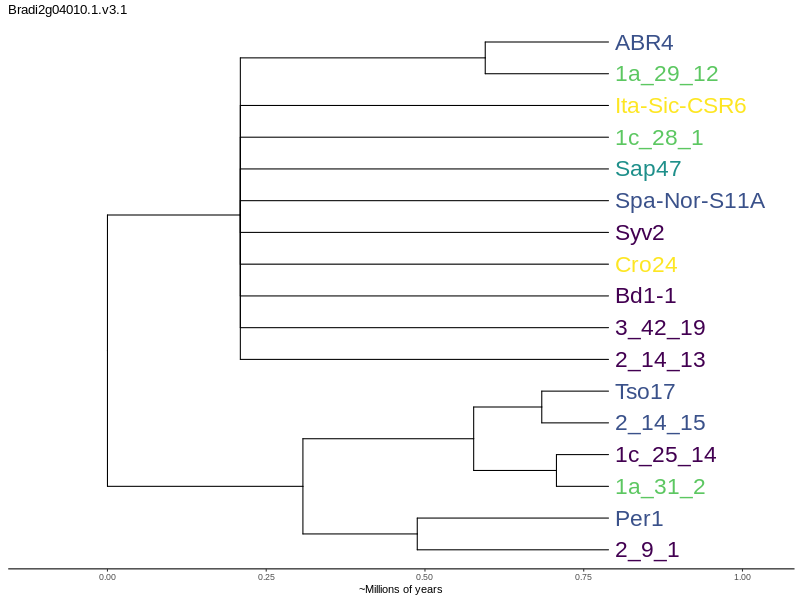 Bradi2g04010.1.v3.1
ABR4
1a_29_12
Ita-Sic-CSR6
1c_28_1
Sap47
Spa-Nor-S11A
Syv2
Cro24
Bd1-1
3_42_19
2_14_13
Tso17
2_14_15
1c_25_14
1a_31_2
Per1
2_9_1
0.00 0.25 0.50 0.75 1.00
~Millions of years